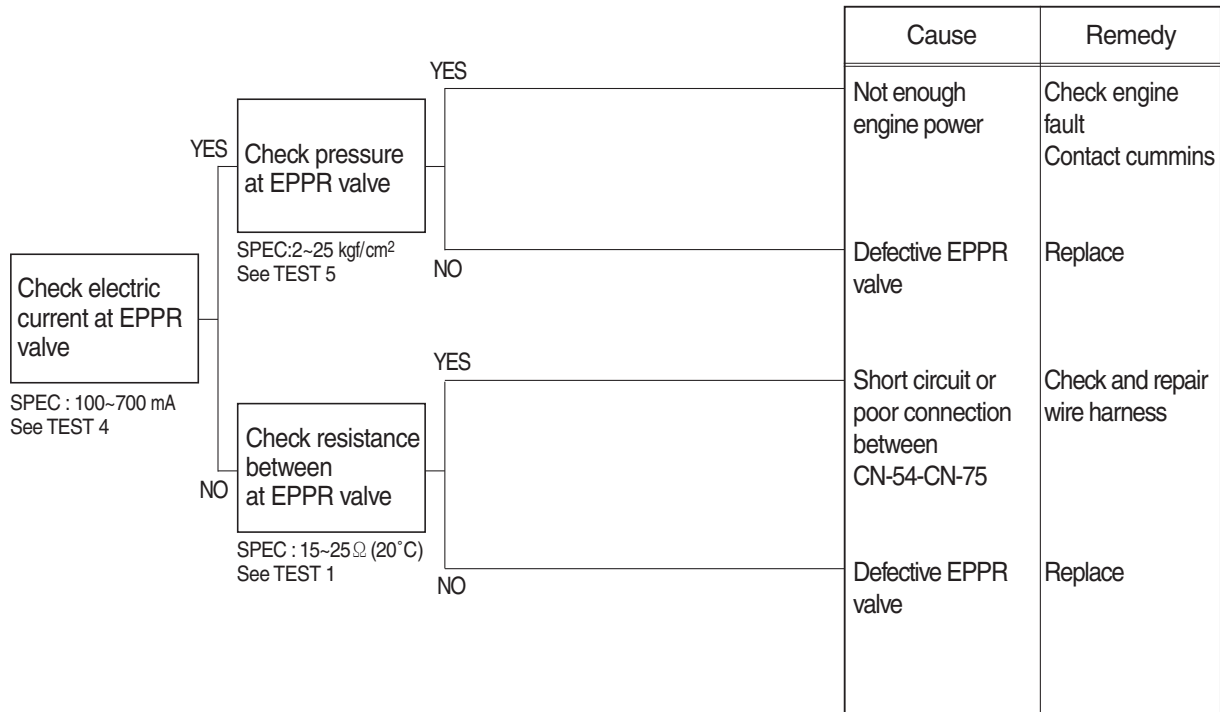 Cause
Remedy
YES
Not enough
engine power
Check engine
fault
Contact cummins
YES
Check pressure
at EPPR valve
SPEC:2~25 kgf/cm²
See TEST 5
NO
Defective EPPR
valve
Replace
Check electric
current at EPPR
valve
SPEC : 100~700 mA
See TEST 4
YES
Short circuit or
poor connection
between
CN-54-CN-75
Check and repair
wire harness
NO
Check resistance
between
at EPPR valve
SPEC : 15~25Ω (20˚C)
See TEST 1
NO
Defective EPPR
valve
Replace